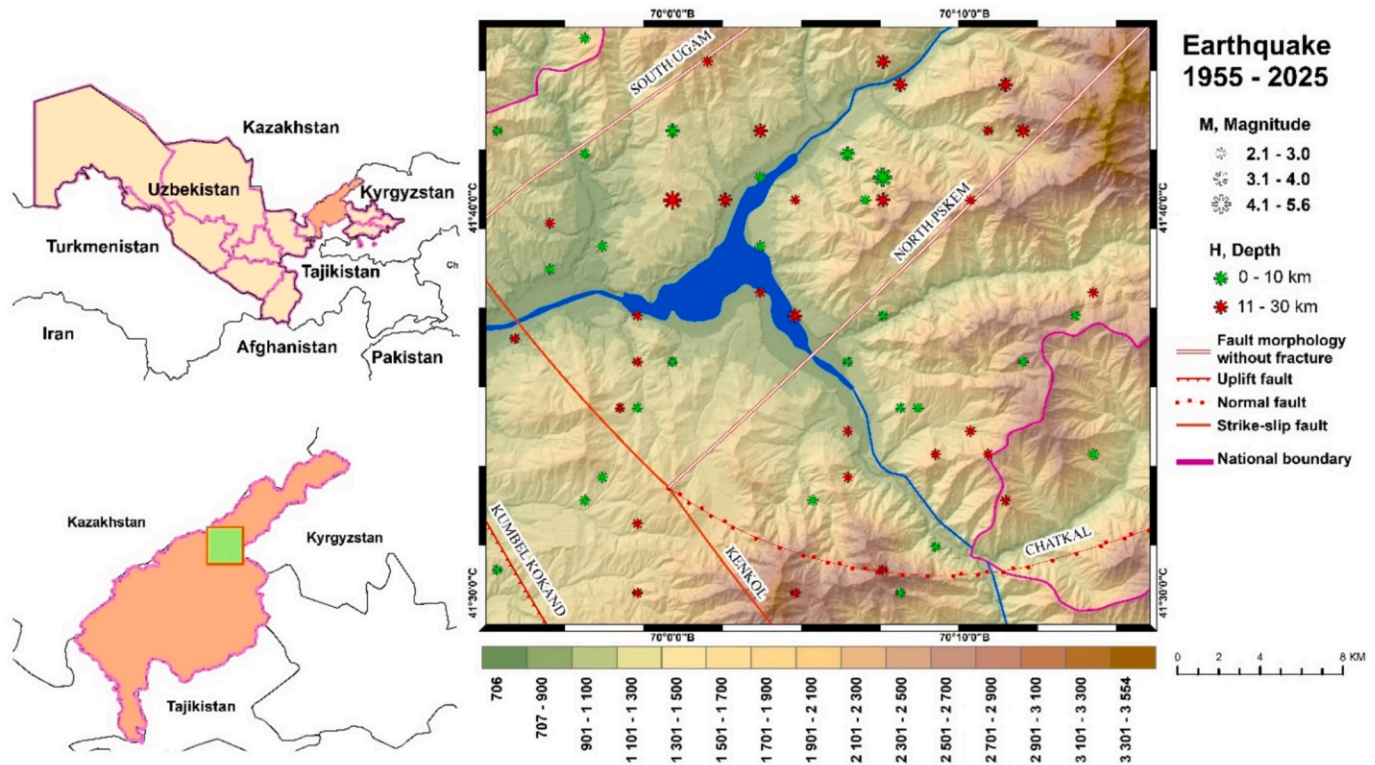 Kazakhstan
Uzbekistan
Kyrgyzstan
Turkmenistan
Tajikistan
Ch
Iran
Afghanistan
Pakistan
Kazakhstan
Kyrgyzstan
Tajikistan
70°0'0"B
70°10'0"B
41°40'0"C
41°40'0"C
41°30'0"C
41°30'0"C
SOUTH UGAM
NORTH PSKEM
KUMBEL KOKAND
KENKOL
CHATKAL
70°0'0"B
70°10'0"B
706
707 - 900
901 - 1 100
1 101 - 1 300
1 301 - 1 500
1 501 - 1 700
1 701 - 1 900
1 901 - 2 100
2 101 - 2 300
2 301 - 2 500
2 501 - 2 700
2 701 - 2 900
2 901 - 3 100
3 101 - 3 300
3 301 - 3 554
Earthquake
1955 - 2025
M, Magnitude
2.1 - 3.0
3.1 - 4.0
4.1 - 5.6
H, Depth
0 - 10 km
11 - 30 km
Fault morphology
without fracture
Uplift fault
Normal fault
Strike-slip fault
National boundary
0 2 4 8 KM